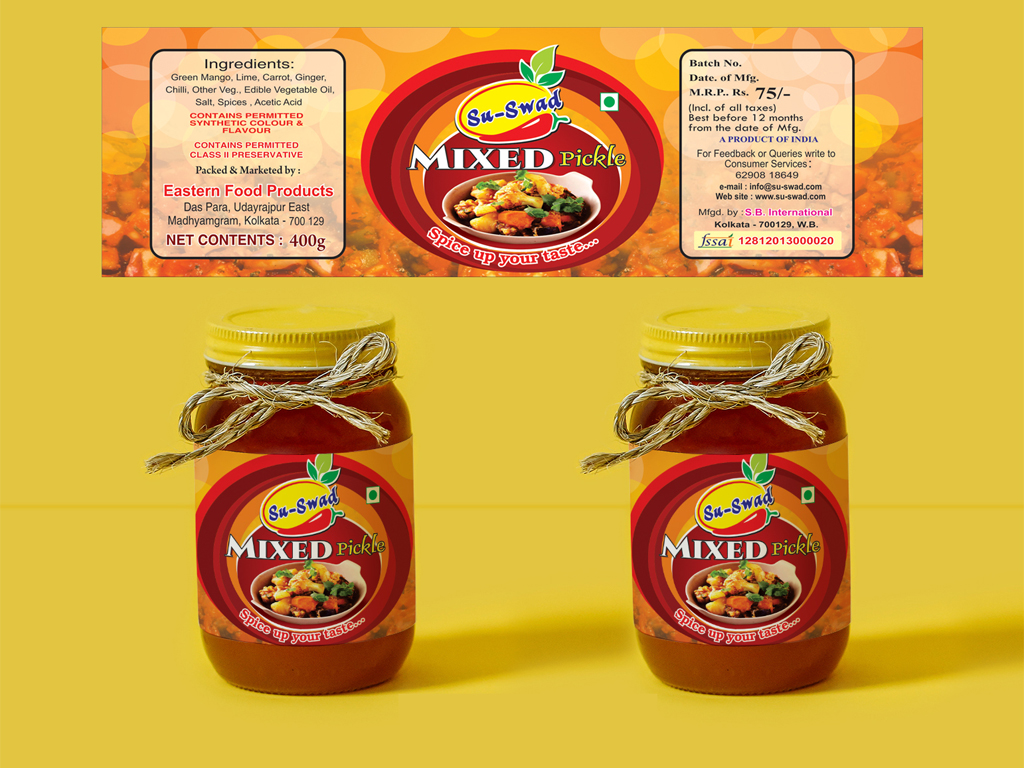 Ingredients:
Green Mango, Lime, Carrot, Ginger,
Chilli, Other Veg., Edible Vegetable Oil,
Salt, Spices , Acetic Acid
CONTAINS PERMITTED
SYNTHETIC COLOUR &
FLAVOUR
CONTAINS PERMITTED
CLASS II PRESERVATIVE
Packed & Marketed by :
Eastern Food Products
Das Para, Udayrajpur East
Madhyamgram, Kolkata - 700 129
NET CONTENTS : 400g
Su-Swad
MIXED Pickle
Spice up your taste...
Batch No.
Date. of Mfg.
M.R.P.. Rs. 75/-
(Incl. of all taxes)
Best before 12 months
from the date of Mfg.
A PRODUCT OF INDIA
For Feedback or Queries write to
Consumer Services:
62908 18649
e-mail : info@su-swad.com
Web site : www.su-swad.com
Mfgd. by : S.B. International
Kolkata - 700129, W.B.
fssai 12812013000020
Su-Swad
MIXED Pickle
Spice up your taste...
Su-Swad
MIXED Pickle
Spice up your taste...